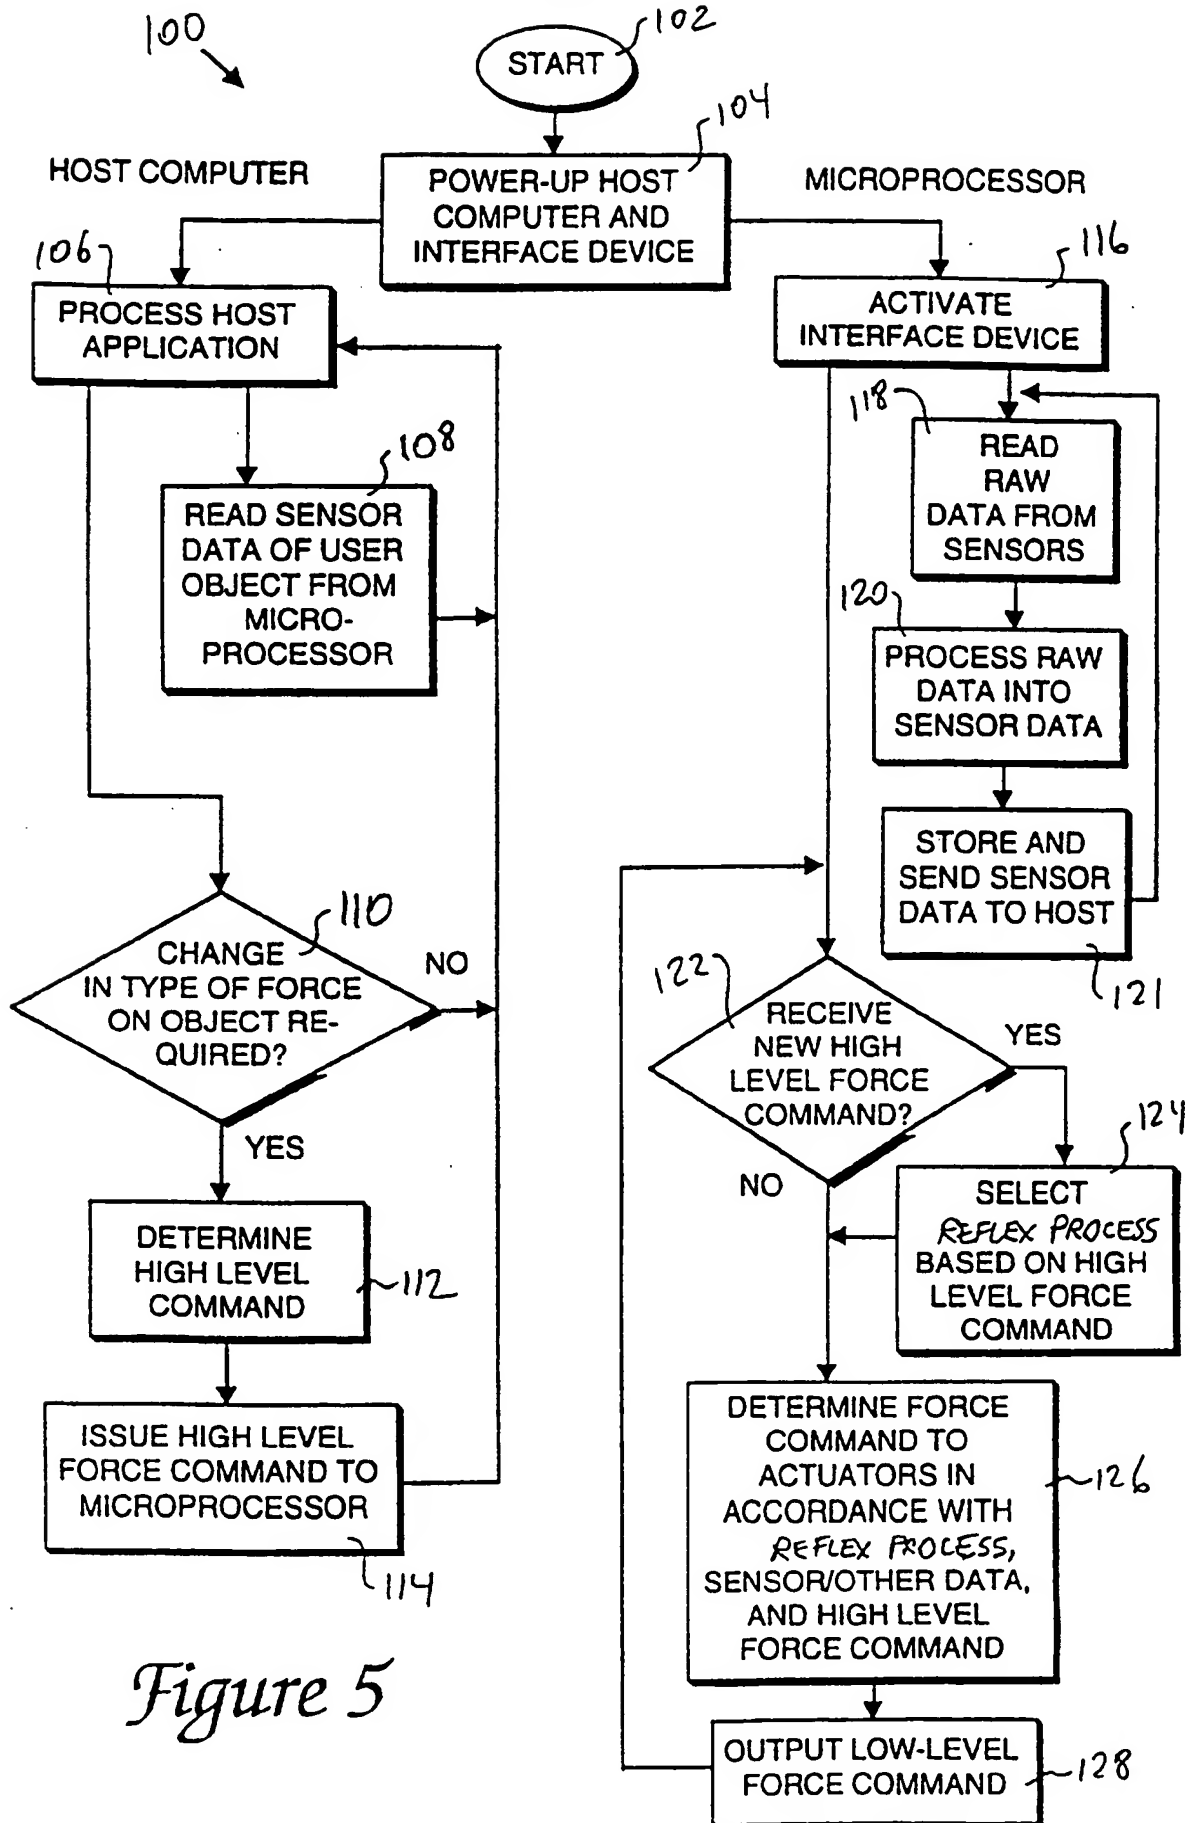 100
102
START
104
HOST COMPUTER
POWER-UP HOST
COMPUTER AND
INTERFACE DEVICE
MICROPROCESSOR
106
PROCESS HOST
APPLICATION
108
READ SENSOR
DATA OF USER
OBJECT FROM
MICRO-
PROCESSOR
110
CHANGE
IN TYPE OF FORCE
ON OBJECT RE-
QUIRED?
NO
YES
DETERMINE
HIGH LEVEL
COMMAND
112
ISSUE HIGH LEVEL
FORCE COMMAND TO
MICROPROCESSOR
114
116
ACTIVATE
INTERFACE DEVICE
118
READ
RAW
DATA FROM
SENSORS
120
PROCESS RAW
DATA INTO
SENSOR DATA
STORE AND
SEND SENSOR
DATA TO HOST
121
122
RECEIVE
NEW HIGH
LEVEL FORCE
COMMAND?
YES
NO
124
SELECT
REFLEX PROCESS
BASED ON HIGH
LEVEL FORCE
COMMAND
DETERMINE FORCE
COMMAND TO
ACTUATORS IN
ACCORDANCE WITH
REFLEX PROCESS,
SENSOR/OTHER DATA,
AND HIGH LEVEL
FORCE COMMAND
126
OUTPUT LOW-LEVEL
FORCE COMMAND
128
Figure 5